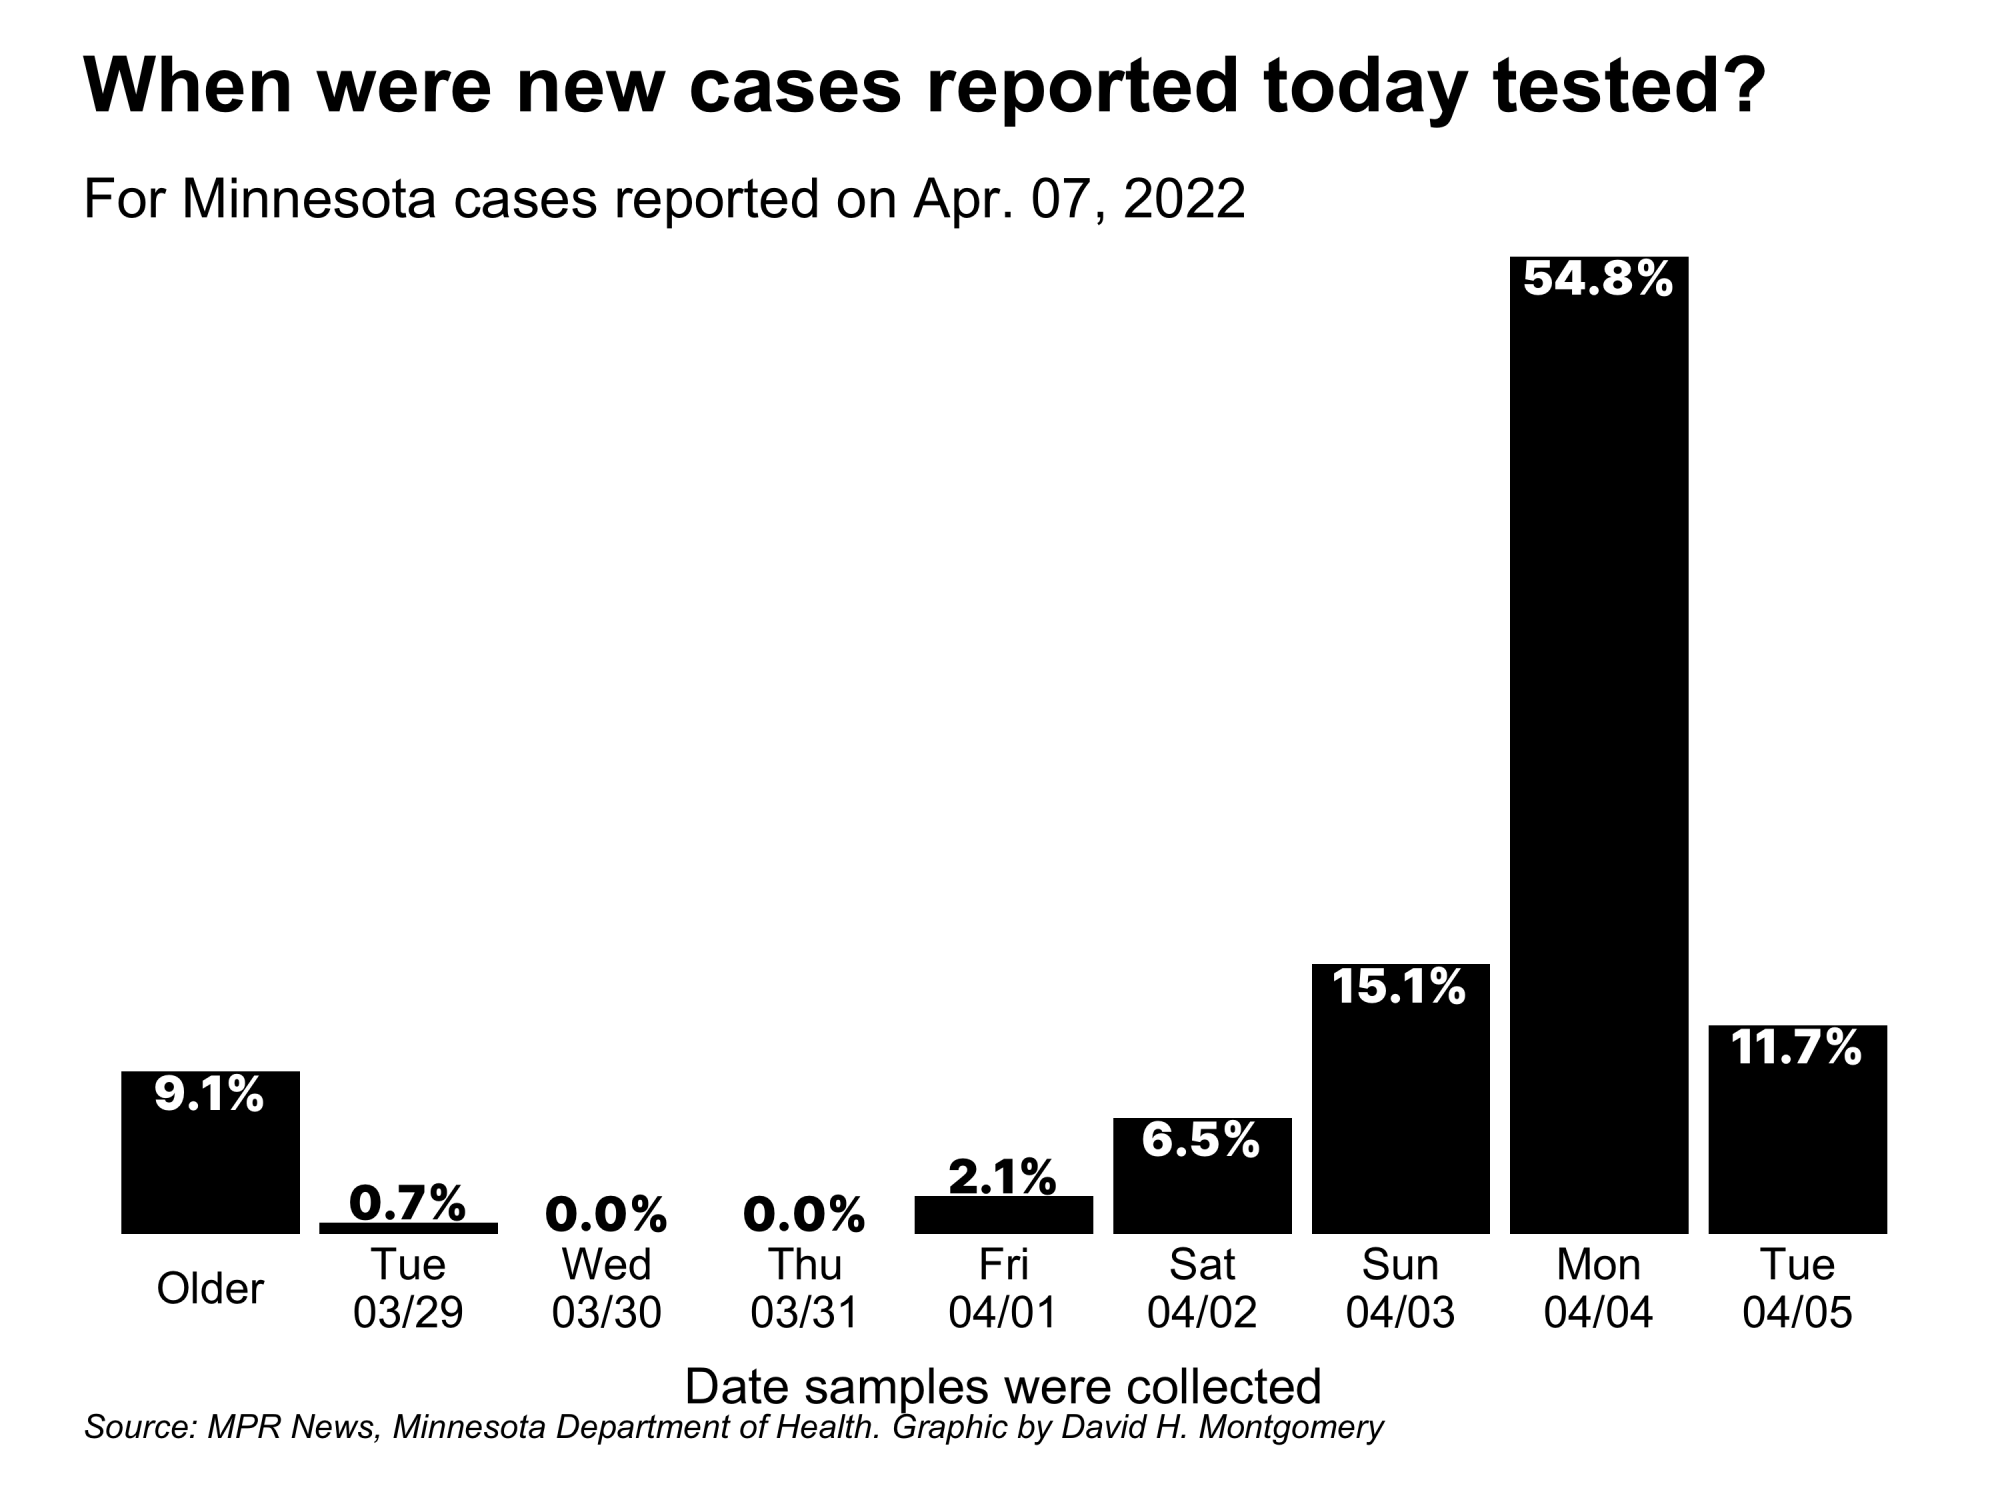 When were new cases reported today tested?
For Minnesota cases reported on Apr. 07, 2022
54.8%
15.1%
11.7%
9.1%
6.5%
2.1%
0.7%
0.0%
0.0%
Older
Tue
03/29
Wed
03/30
Thu
03/31
Fri
04/01
Sat
04/02
Sun
04/03
Mon
04/04
Tue
04/05
Date samples were collected
Source: MPR News, Minnesota Department of Health. Graphic by David H. Montgomery